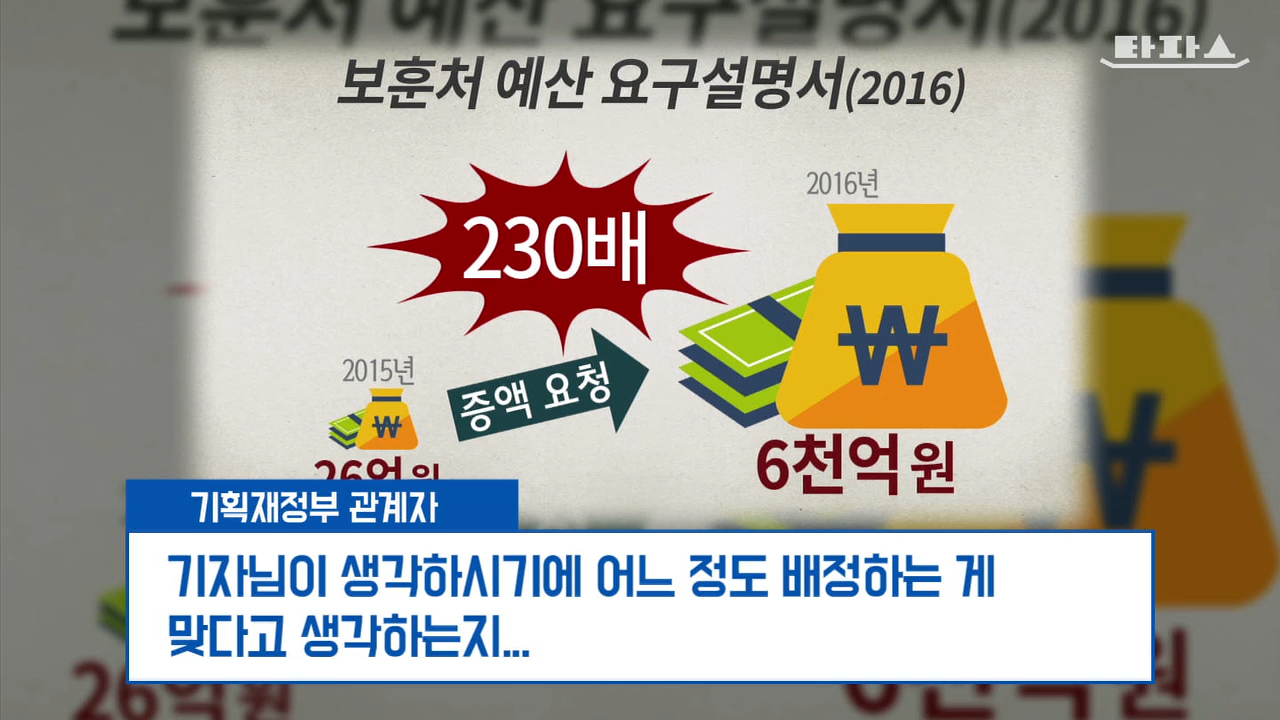 보훈처 예산 요구설명서(2016)
타파스
보훈처 예산 요구설명서(2016)
230배
2016년
₩
2015년
₩
증액 요청
26억 원
6천억 원
기획재정부 관계자
기자님이 생각하시기에 어느 정도 배정하는 게
맞다고 생각하는지...
26억 원